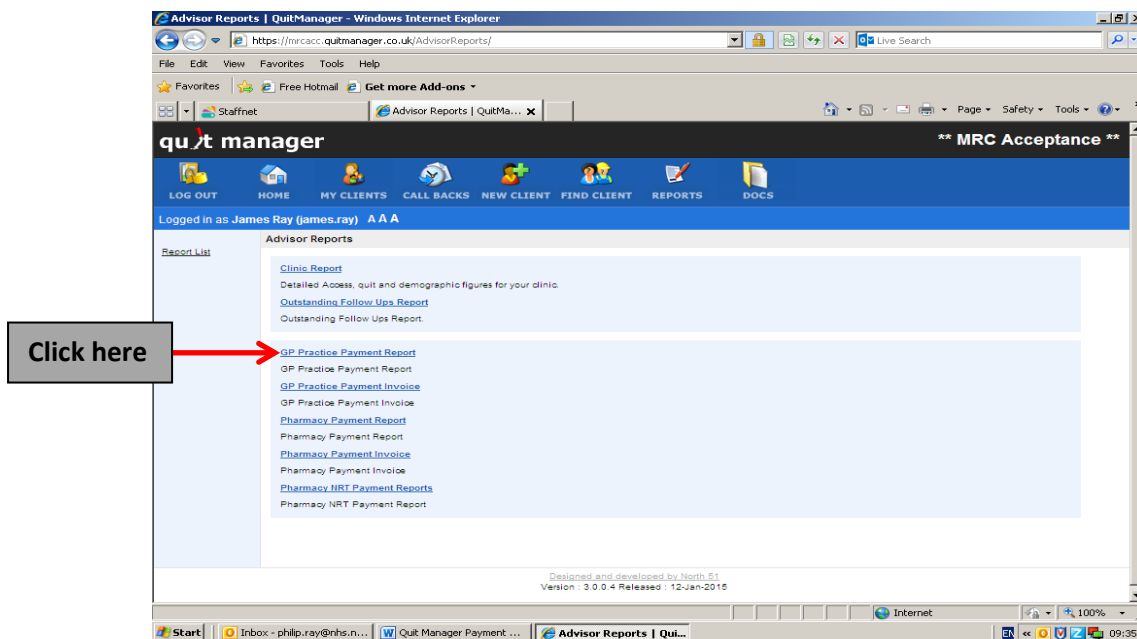 Advisor Reports | QuitManager - Windows Internet Explorer
https://mrcacc.quitmanager.co.uk/AdvisorReports/
Live Search
File Edit View Favorites Tools Help
Favorites Free Hotmail Get more Add-ons
Staffnet Advisor Reports | QuitMa... Page Safety Tools
quit manager ** MRC Acceptance **
LOG OUT HOME MY CLIENTS CALL BACKS NEW CLIENT FIND CLIENT REPORTS DOCS
Logged in as James Ray (james.ray) A A A
Advisor Reports
Report List
Clinic Report
Detailed Access, quit and demographic figures for your clinic.
Outstanding Follow Ups Report
Outstanding Follow Ups Report.
Click here
GP Practice Payment Report
GP Practice Payment Report
GP Practice Payment Invoice
GP Practice Payment Invoice
Pharmacy Payment Report
Pharmacy Payment Report
Pharmacy Payment Invoice
Pharmacy Payment Invoice
Pharmacy NRT Payment Reports
Pharmacy NRT Payment Report
Designed and developed by North 51
Version : 3.0.0.4 Released : 12-Jan-2015
Internet 100%
Start Inbox - philip.ray@nhs.n... Quit Manager Payment ... Advisor Reports | Qui... EN 09:35